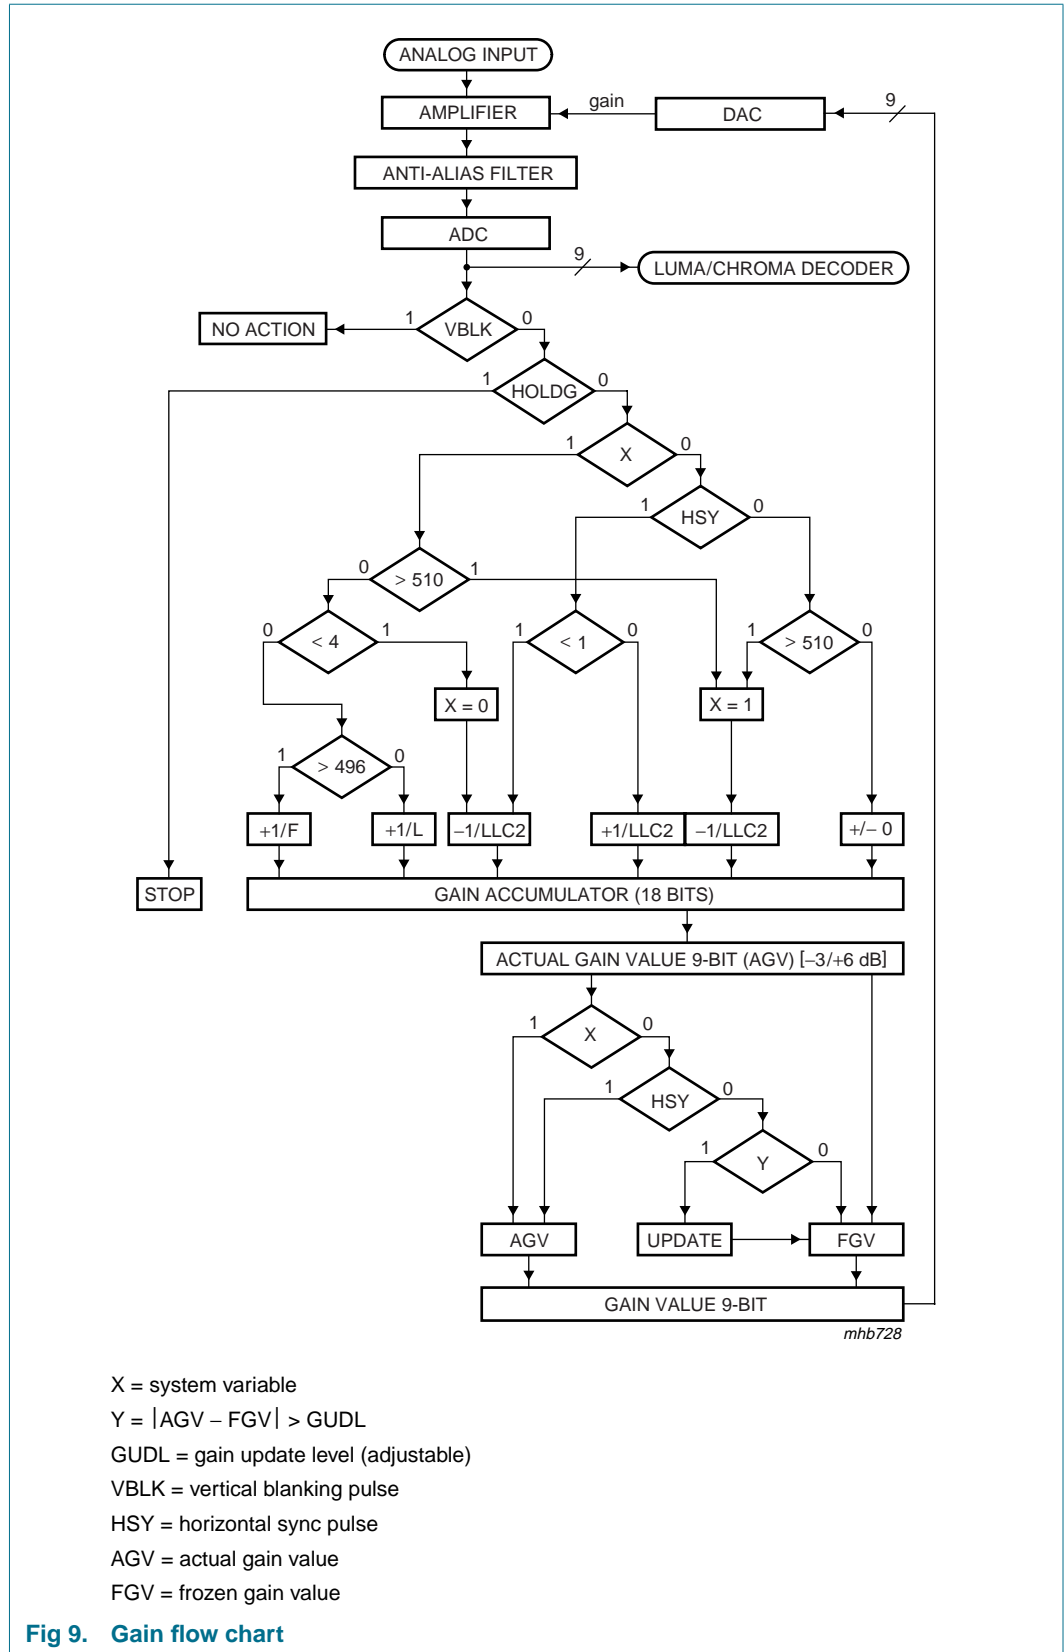 ANALOG INPUT
AMPLIFIER
gain
DAC
9
ANTI-ALIAS FILTER
ADC
9
LUMA/CHROMA DECODER
NO ACTION
1
VBLK
0
1
HOLDG
0
1
X
0
1
HSY
0
0
> 510
1
0
< 4
1
1
< 1
0
1
> 510
0
X = 0
X = 1
1
> 496
0
+1/F
+1/L
−1/LLC2
+1/LLC2
−1/LLC2
+/− 0
STOP
GAIN ACCUMULATOR (18 BITS)
ACTUAL GAIN VALUE 9-BIT (AGV) [−3/+6 dB]
1
X
0
1
HSY
0
1
Y
0
AGV
UPDATE
FGV
GAIN VALUE 9-BIT
mhb728
X = system variable
Y = |AGV − FGV| > GUDL
GUDL = gain update level (adjustable)
VBLK = vertical blanking pulse
HSY = horizontal sync pulse
AGV = actual gain value
FGV = frozen gain value
Fig 9. Gain flow chart